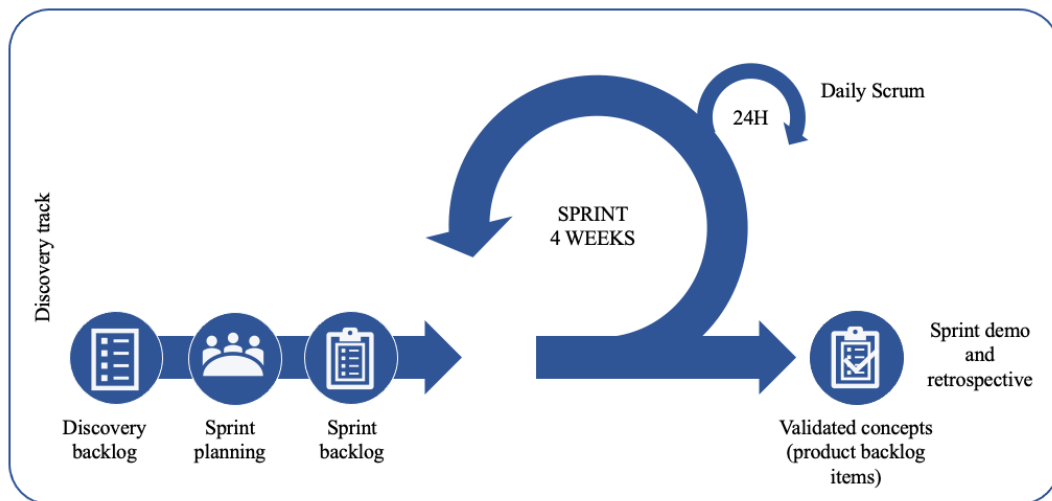 Discovery track
Daily Scrum
24H
SPRINT
4 WEEKS
Discovery
backlog
Sprint
planning
Sprint
backlog
Validated concepts
(product backlog
items)
Sprint demo
and
retrospective